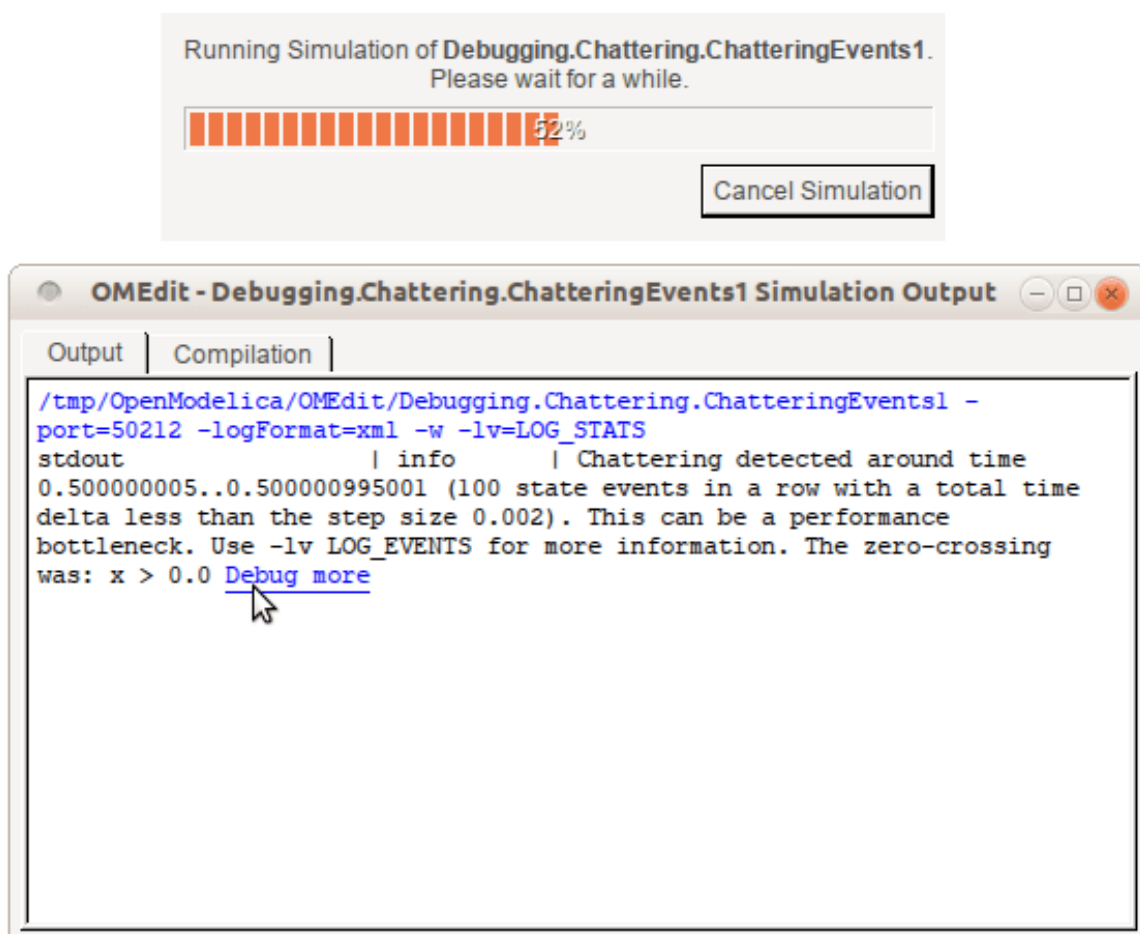 Running Simulation of Debugging.Chattering.ChatteringEvents1.
Please wait for a while.
52%
Cancel Simulation
OMEdit - Debugging.Chattering.ChatteringEvents1 Simulation Output
Output
Compilation
/tmp/OpenModelica/OMEdit/Debugging.Chattering.ChatteringEvents1 -
port=50212 -logFormat=xml -w -lv=LOG_STATS
stdout | info | Chattering detected around time
0.500000005..0.500000995001 (100 state events in a row with a total time
delta less than the step size 0.002). This can be a performance
bottleneck. Use -lv LOG_EVENTS for more information. The zero-crossing
was: x > 0.0 Debug more